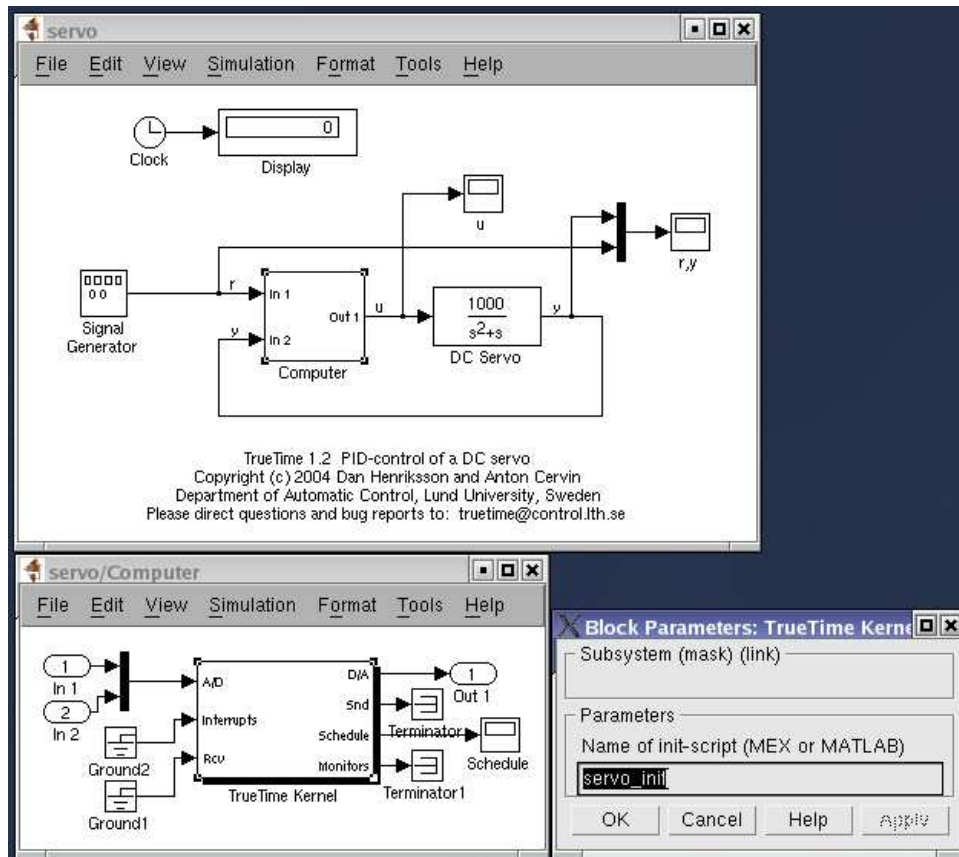 servo
File Edit View Simulation Format Tools Help
0
Clock
Display
u
r,y
Signal
Generator
r
y
In 1
In 2
Out 1
Computer
u
1000
s²+s
DC Servo
y
TrueTime 1.2 PID-control of a DC servo
Copyright (c) 2004 Dan Henriksson and Anton Cervin
Department of Automatic Control, Lund University, Sweden
Please direct questions and bug reports to: truetime@control.lth.se
servo/Computer
File Edit View Simulation Format Tools Help
1
In 1
2
In 2
Ground2
Ground1
A/D
Interrupts
Rcv
D/A
Snd
Schedule
Monitors
TrueTime Kernel
1
Out 1
Terminator
Schedule
Terminator1
Block Parameters: TrueTime Kerne
Subsystem (mask) (link)
Parameters
Name of init-script (MEX or MATLAB)
servo_init
OK Cancel Help Apply